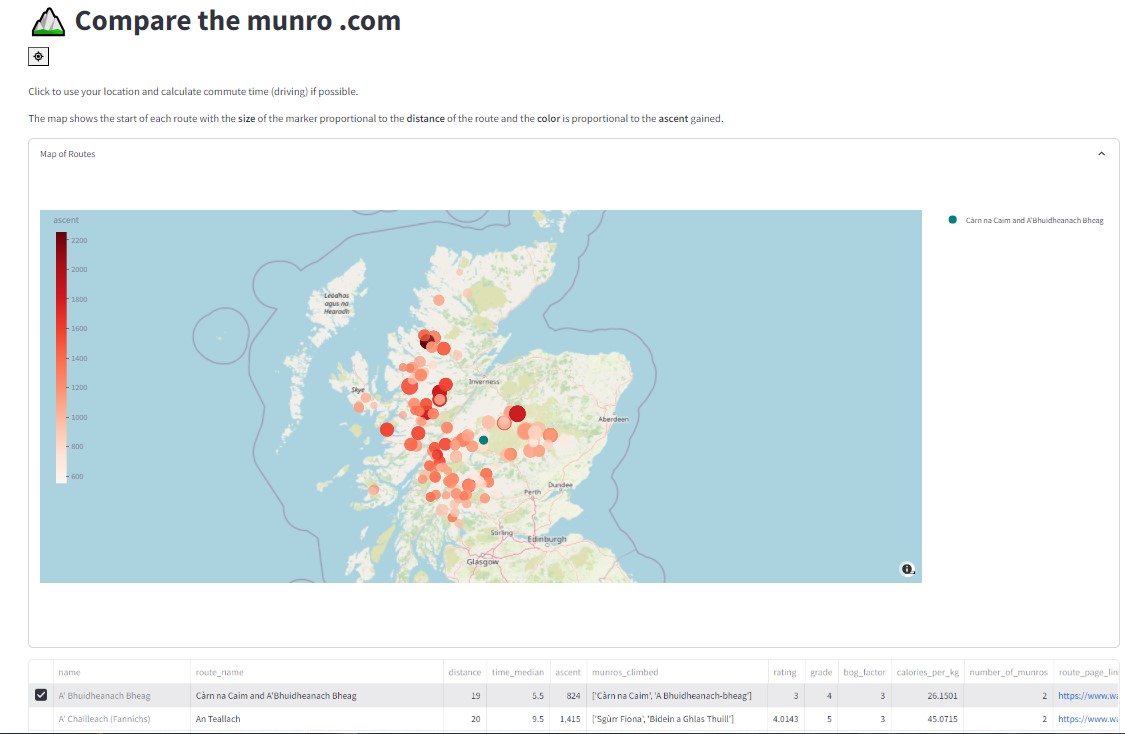 Compare the munro .com
Click to use your location and calculate commute time (driving) if possible.
The map shows the start of each route with the size of the marker proportional to the distance of the route and the color is proportional to the ascent gained.
Map of Routes
ascent
2200
2000
1800
1600
1400
1200
1000
800
600
Leòdhas
agus na
Hearadh
Skye
Inverness
Aberdeen
Dundee
Perth
Stirling
Edinburgh
Glasgow
Càrn na Caim and A'Bhuidheanach Bheag
name route_name distance time_median ascent munros_climbed rating grade bog_factor calories_per_kg number_of_munros route_page_lin
A' Bhuidheanach Bheag Càrn na Caim and A'Bhuidheanach Bheag 19 5.5 824 ['Càrn na Caim', 'A Bhuidheanach-bheag'] 3 4 3 26.1501 2 https://www.wa
A' Chailleach (Fannichs) An Teallach 20 9.5 1,415 ['Sgùrr Fiona', 'Bidein a Ghlas Thuill'] 4.0143 5 3 45.0715 2 https://www.wa